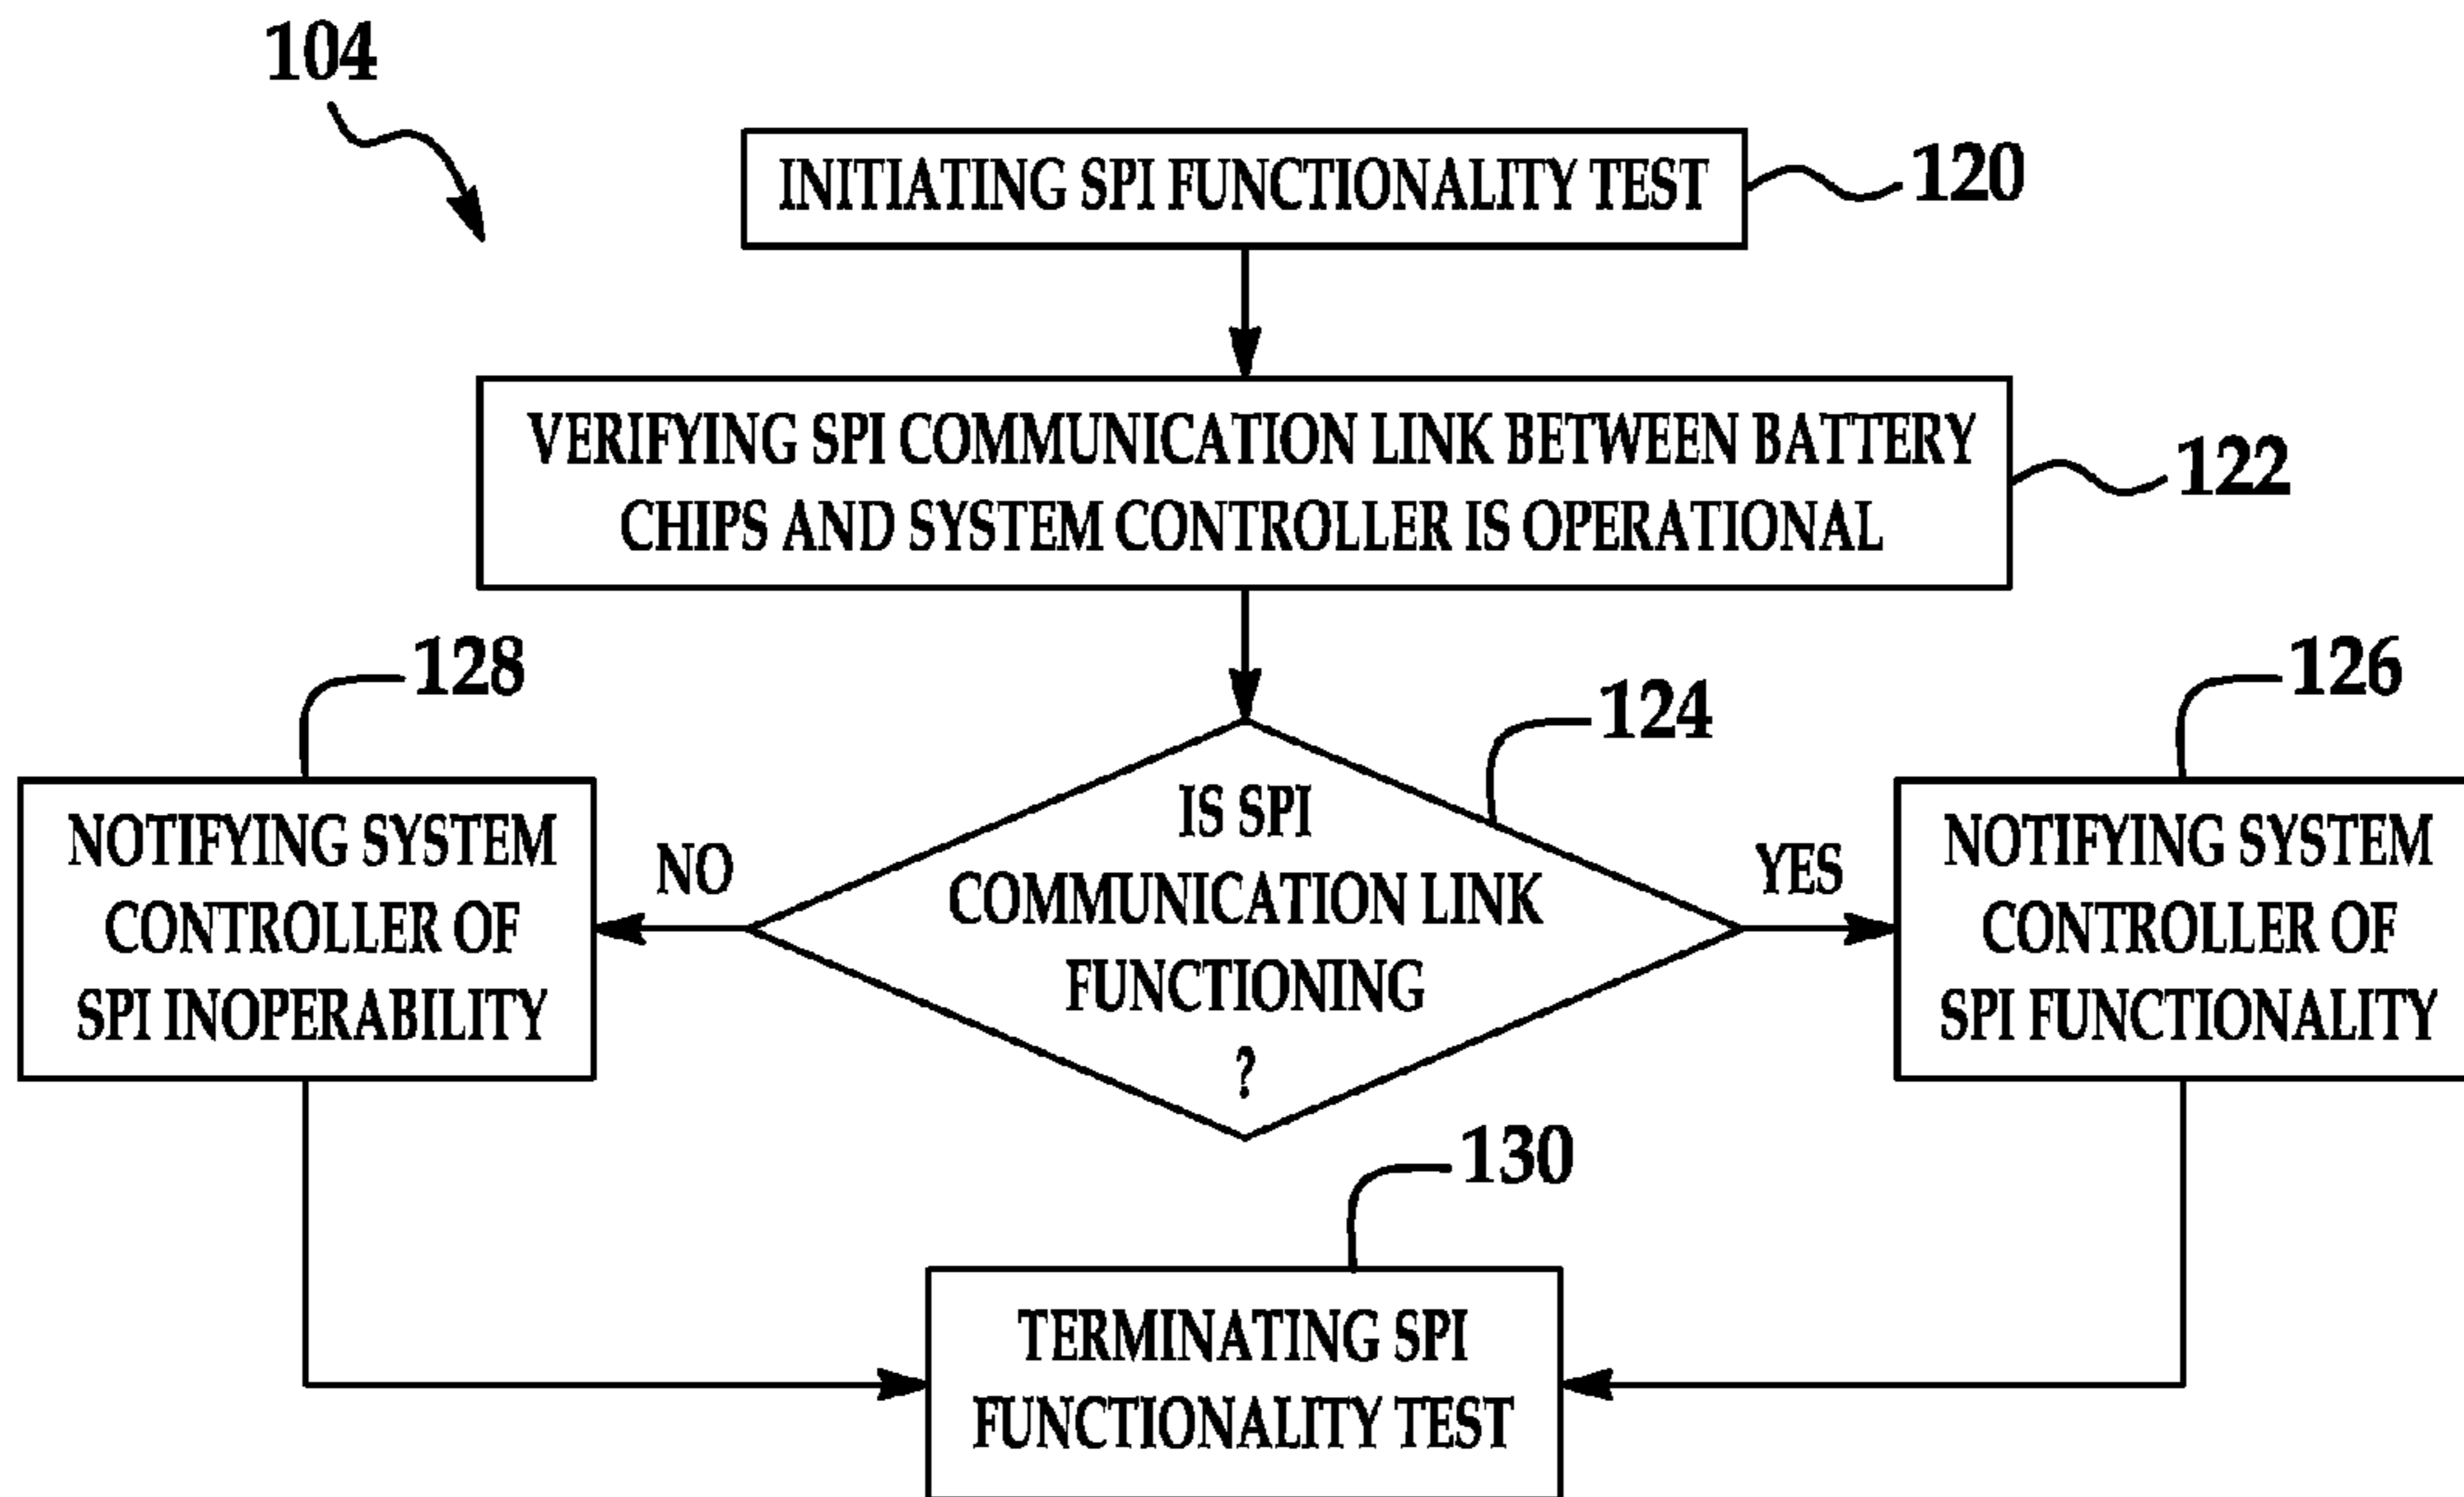 104
INITIATING SPI FUNCTIONALITY TEST
120
VERIFYING SPI COMMUNICATION LINK BETWEEN BATTERY
CHIPS AND SYSTEM CONTROLLER IS OPERATIONAL
122
128
NOTIFYING SYSTEM
CONTROLLER OF
SPI INOPERABILITY
NO
124
IS SPI
COMMUNICATION LINK
FUNCTIONING
?
YES
126
NOTIFYING SYSTEM
CONTROLLER OF
SPI FUNCTIONALITY
130
TERMINATING SPI
FUNCTIONALITY TEST